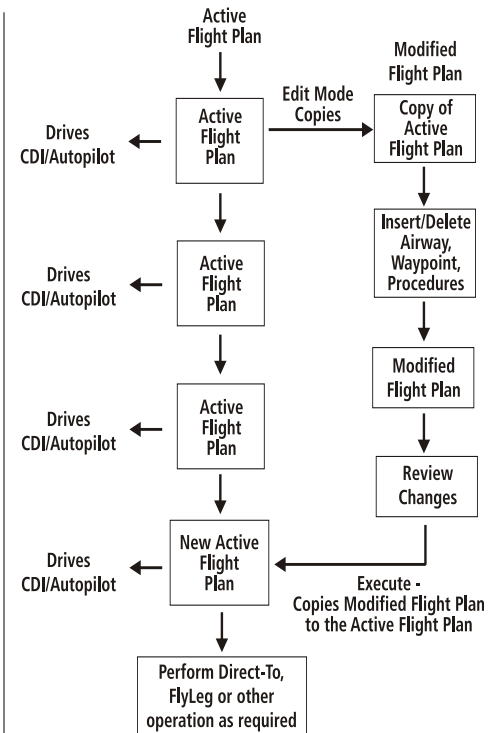 Active
Flight Plan
Modified
Flight Plan
Edit Mode
Copies
Drives
CDI/Autopilot
Active
Flight
Plan
Copy of
Active
Flight Plan
Drives
CDI/Autopilot
Active
Flight
Plan
Insert/Delete
Airway,
Waypoint,
Procedures
Drives
CDI/Autopilot
Active
Flight
Plan
Modified
Flight Plan
Review
Changes
Drives
CDI/Autopilot
New Active
Flight
Plan
Execute -
Copies Modified Flight Plan
to the Active Flight Plan
Perform Direct-To,
FlyLeg or other
operation as required